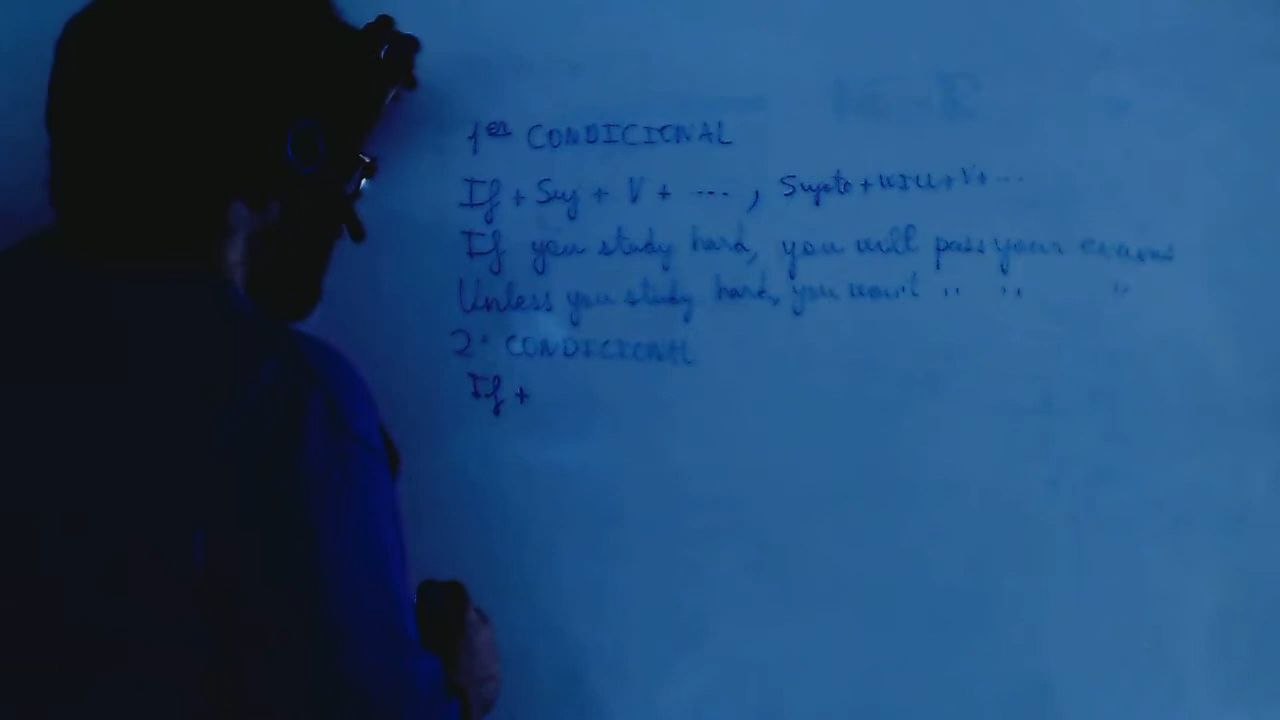 1er CONDICIONAL
If + Suj + V + ... , Sujeto + WILL + V + ...
If you study hard, you will pass your exams
Unless you study hard, you won't " " "
2º CONDICIONAL
If +